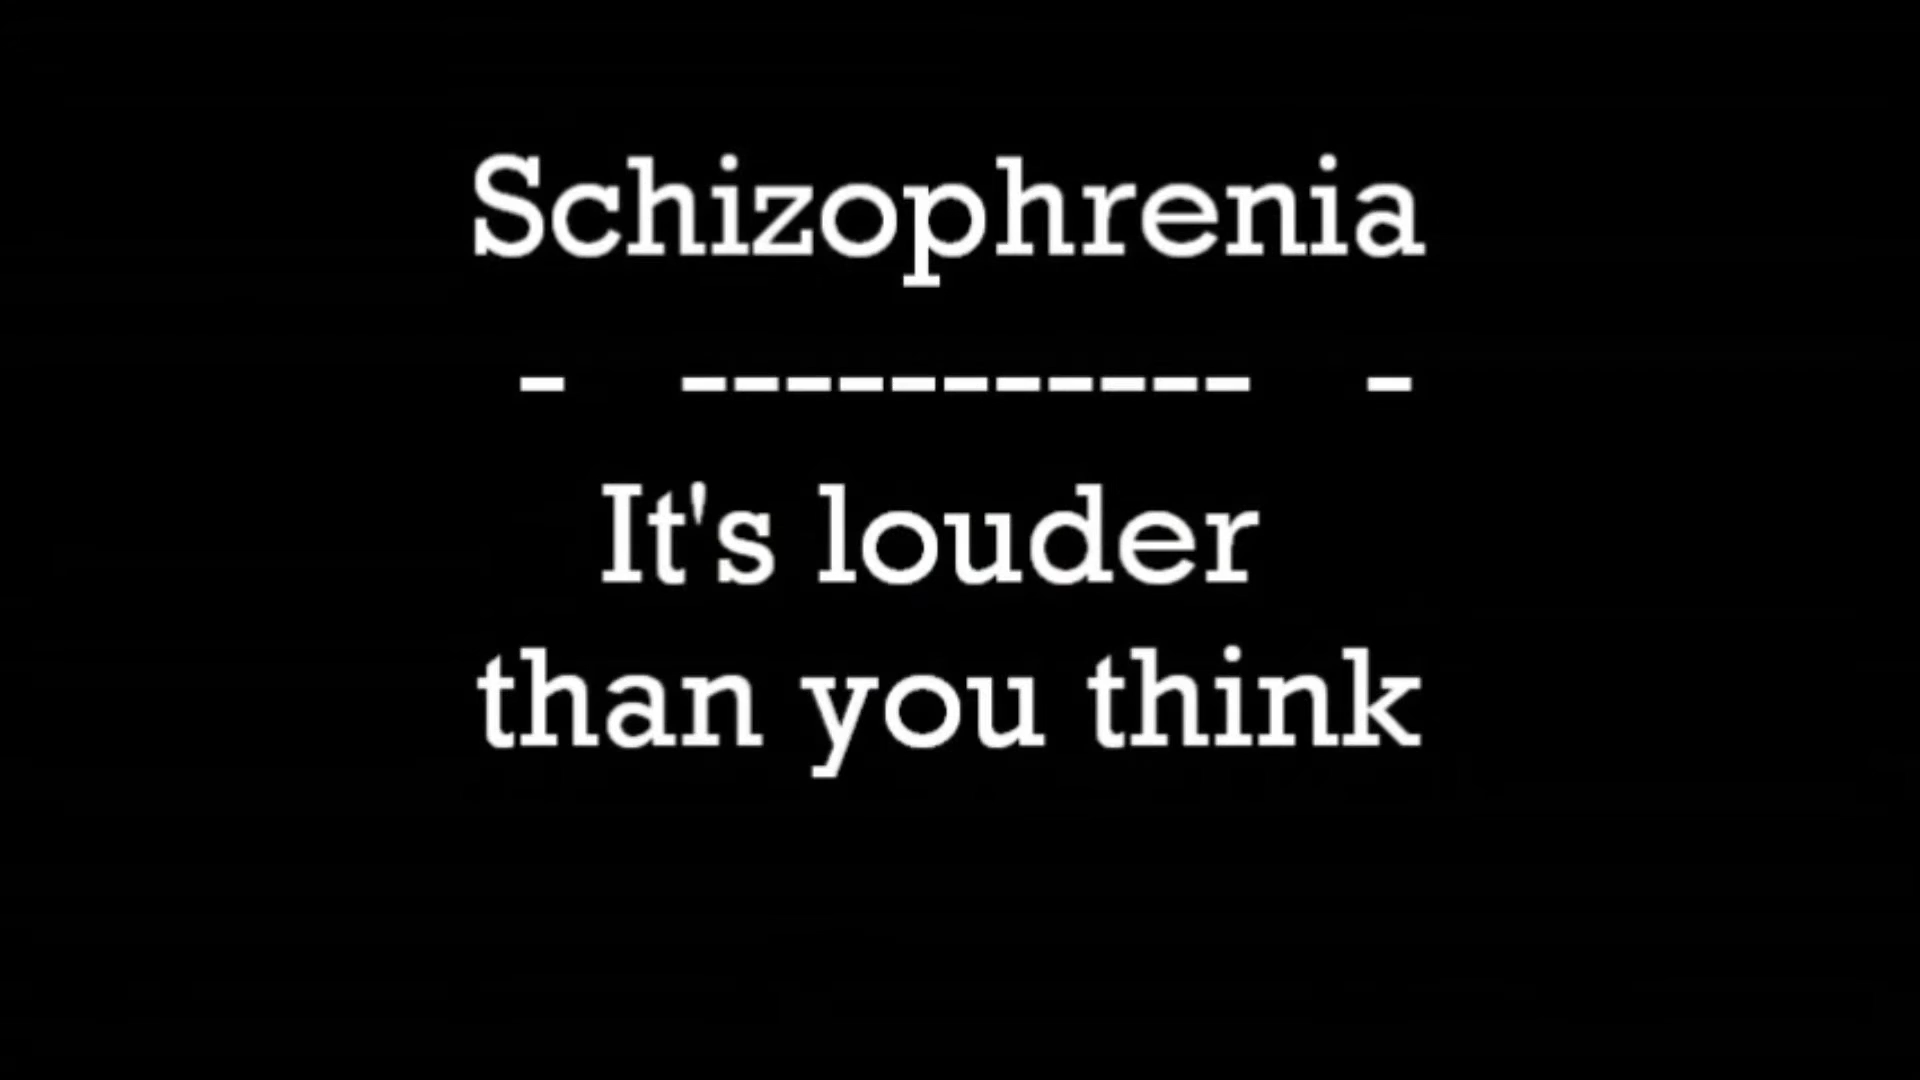 Schizophrenia
- ----------- -
It's louder
than you think